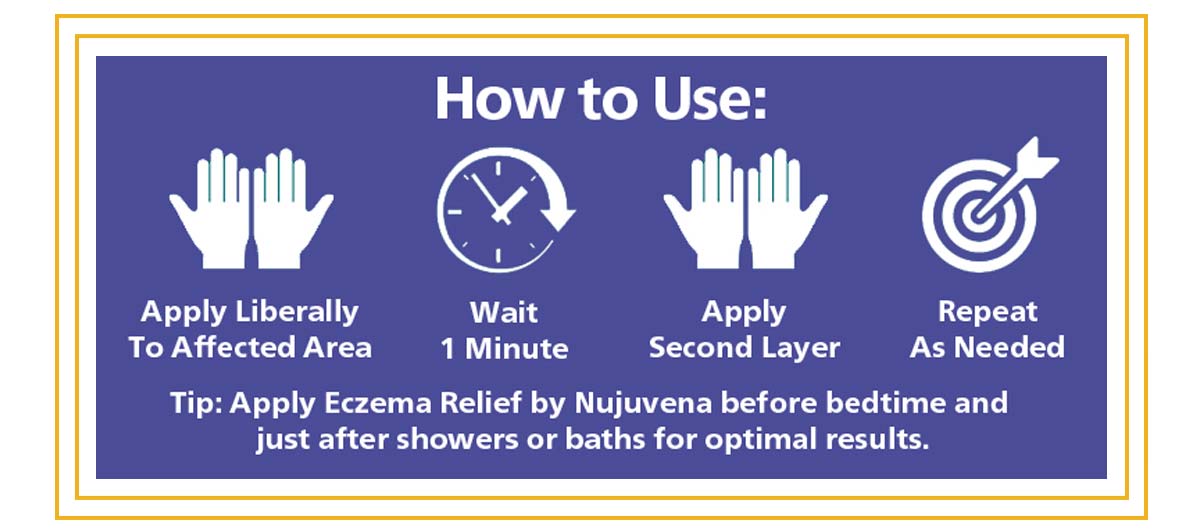 How to Use:
Apply Liberally
To Affected Area
Wait
1 Minute
Apply
Second Layer
Repeat
As Needed
Tip: Apply Eczema Relief by Nujuvena before bedtime and
just after showers or baths for optimal results.